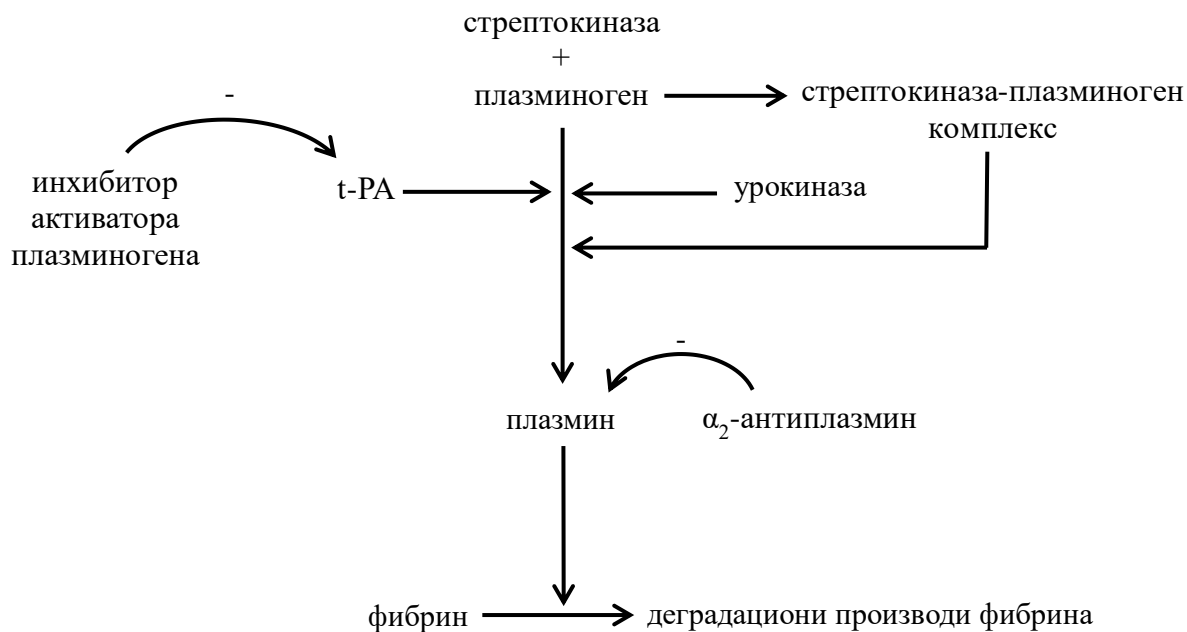 стрептокиназа
+
плазминоген
стрептокиназа-плазминоген
комплекс
-
инхибитор
активатора
плазминогена
t-PA
урокиназа
-
плазмин
α₂-антиплазмин
фибрин
деградациони производи фибрина